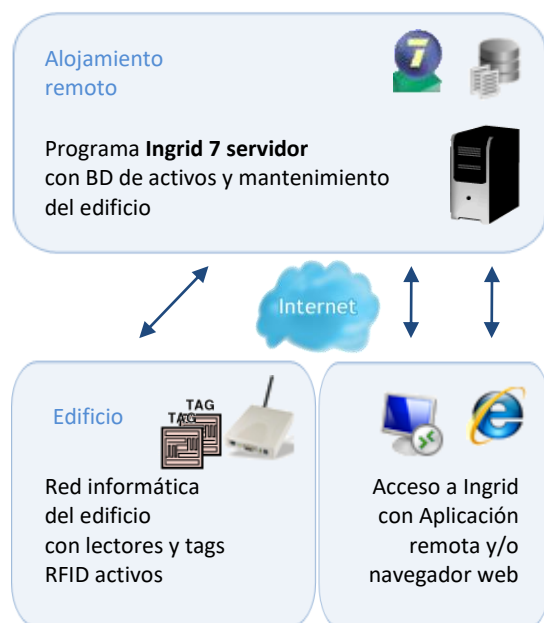 Alojamiento
remoto
7
Programa Ingrid 7 servidor
con BD de activos y mantenimiento
del edificio
Internet
Edificio
TAG
TAG
Red informática
del edificio
con lectores y tags
RFID activos
Acceso a Ingrid
con Aplicación
remota y/o
navegador web